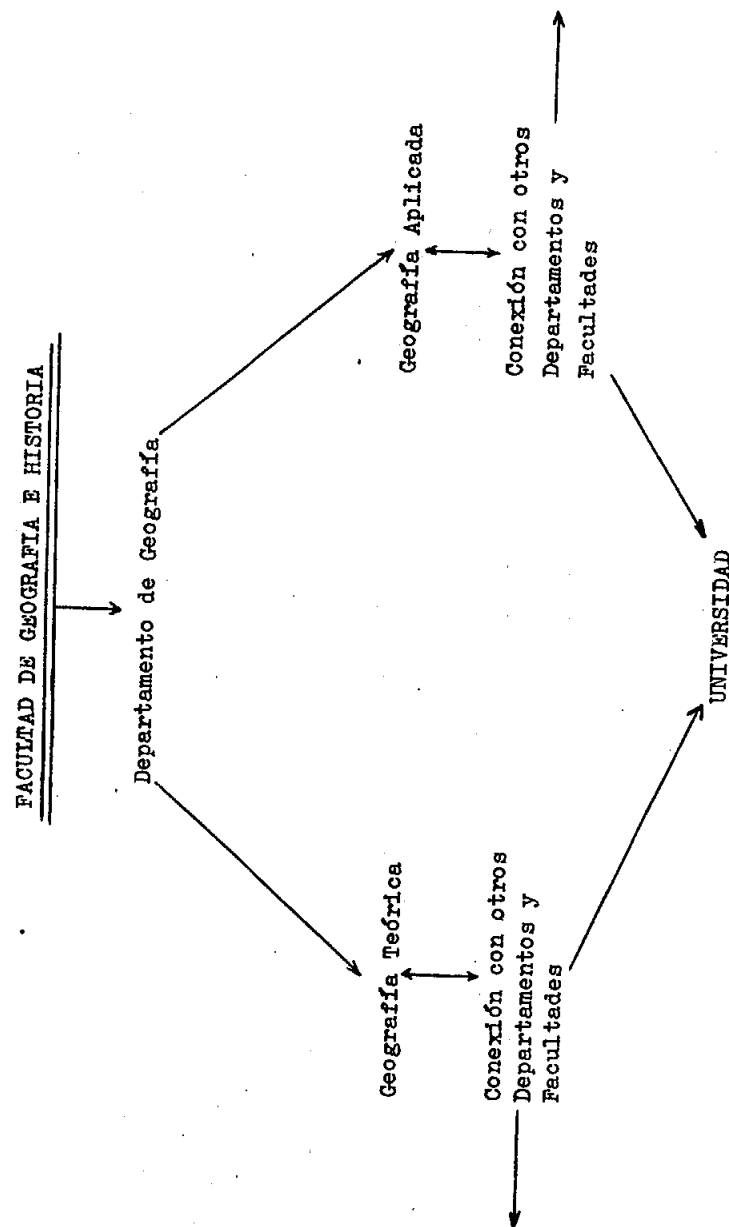 FACULTAD DE GEOGRAFIA E HISTORIA
Departamento de Geografía
Geografía Teórica
Conexión con otros
Departamentos y
Facultades
Geografía Aplicada
Conexión con otros
Departamentos y
Facultades
UNIVERSIDAD